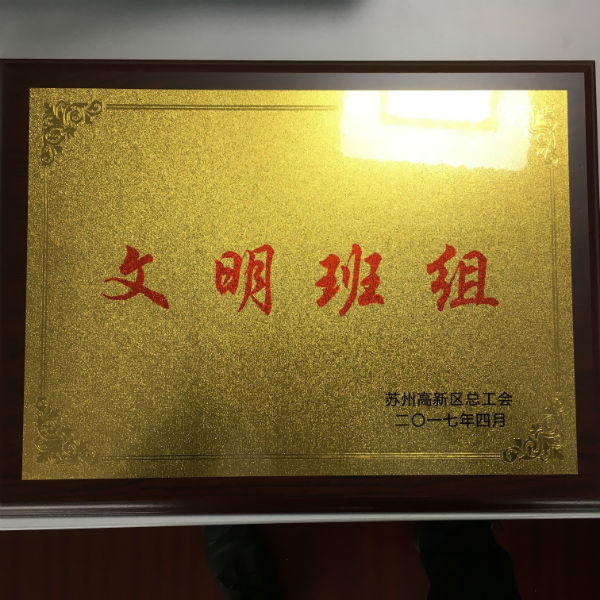 文明班组
苏州高新区总工会
二〇一七年四月